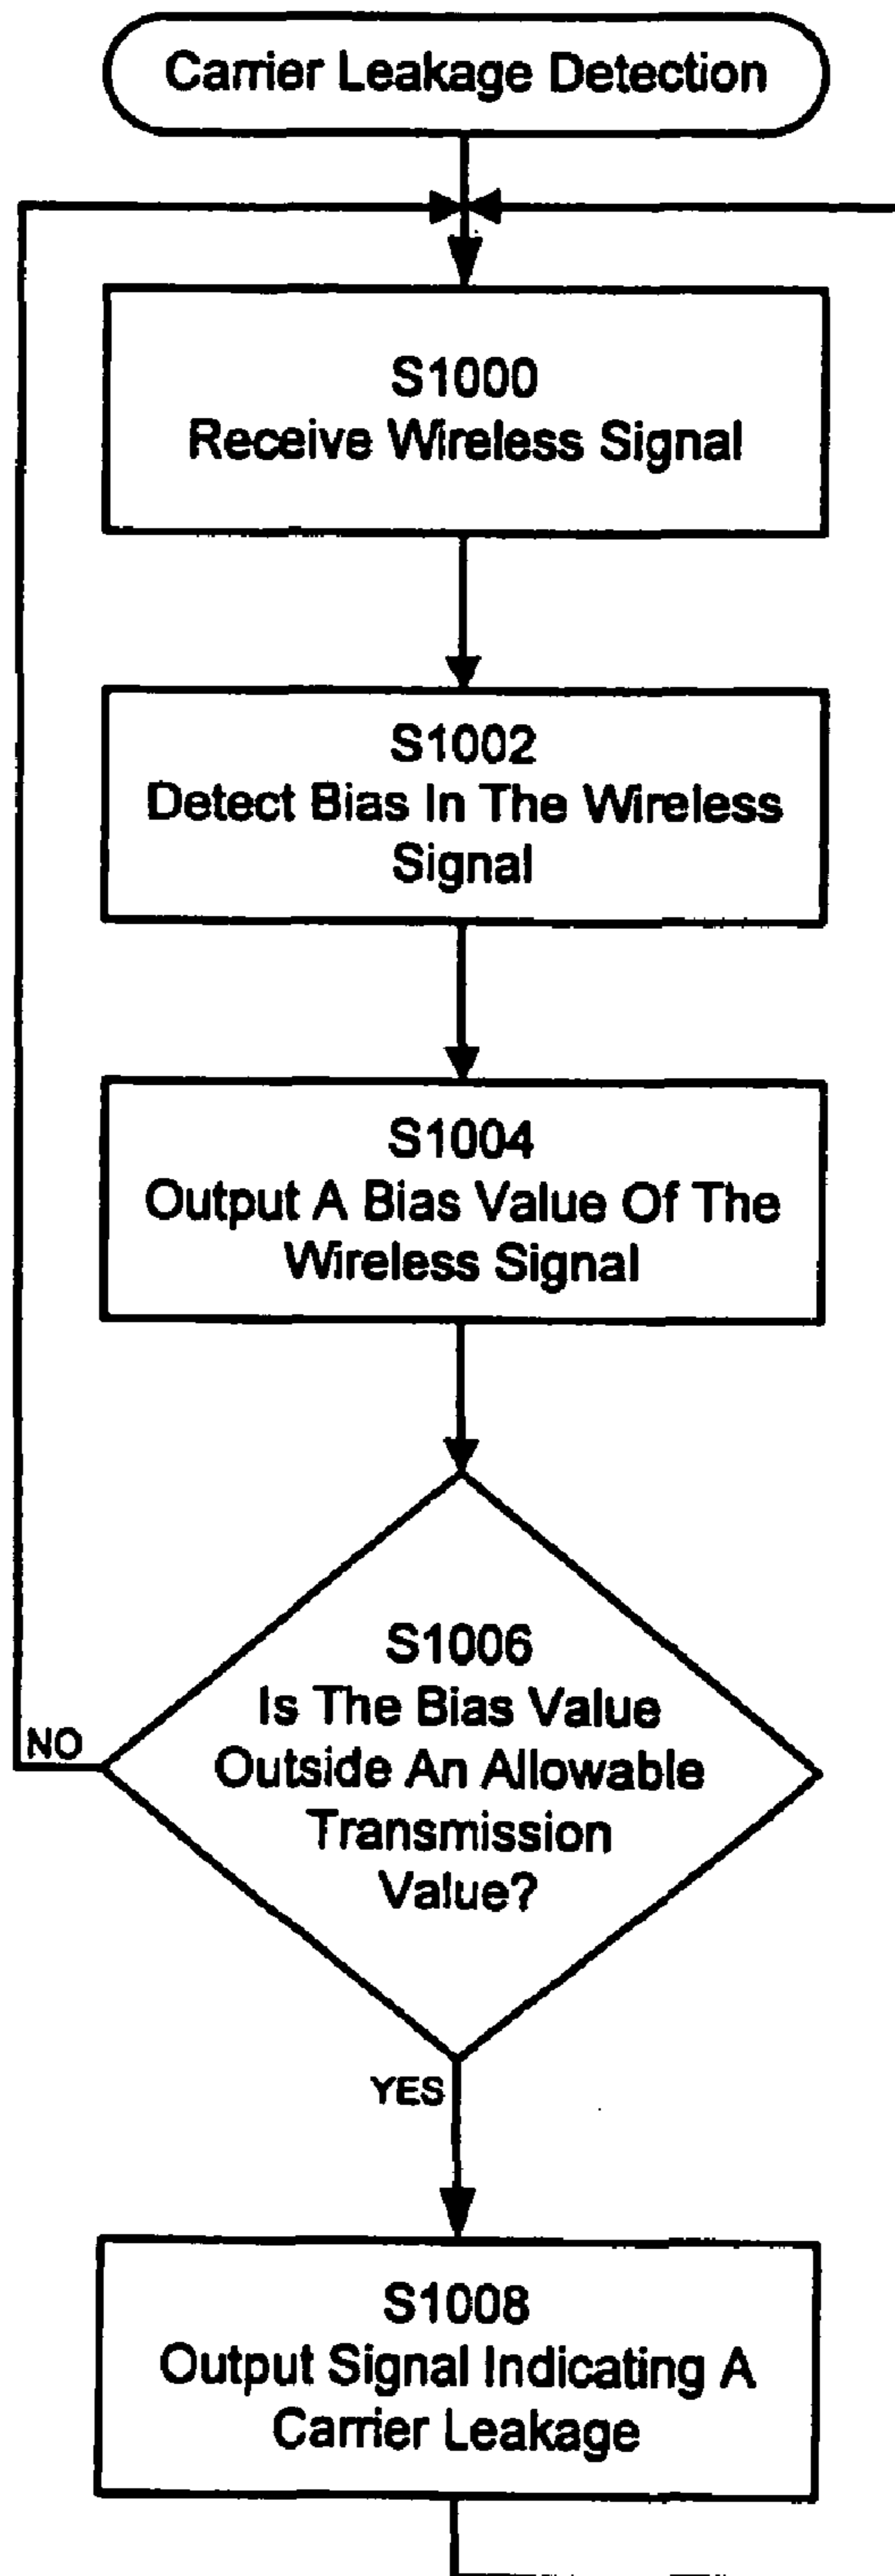 Carrier Leakage Detection
S1000
Receive Wireless Signal
S1002
Detect Bias In The Wireless
Signal
S1004
Output A Bias Value Of The
Wireless Signal
S1006
Is The Bias Value
Outside An Allowable
Transmission
Value?
NO
YES
S1008
Output Signal Indicating A
Carrier Leakage